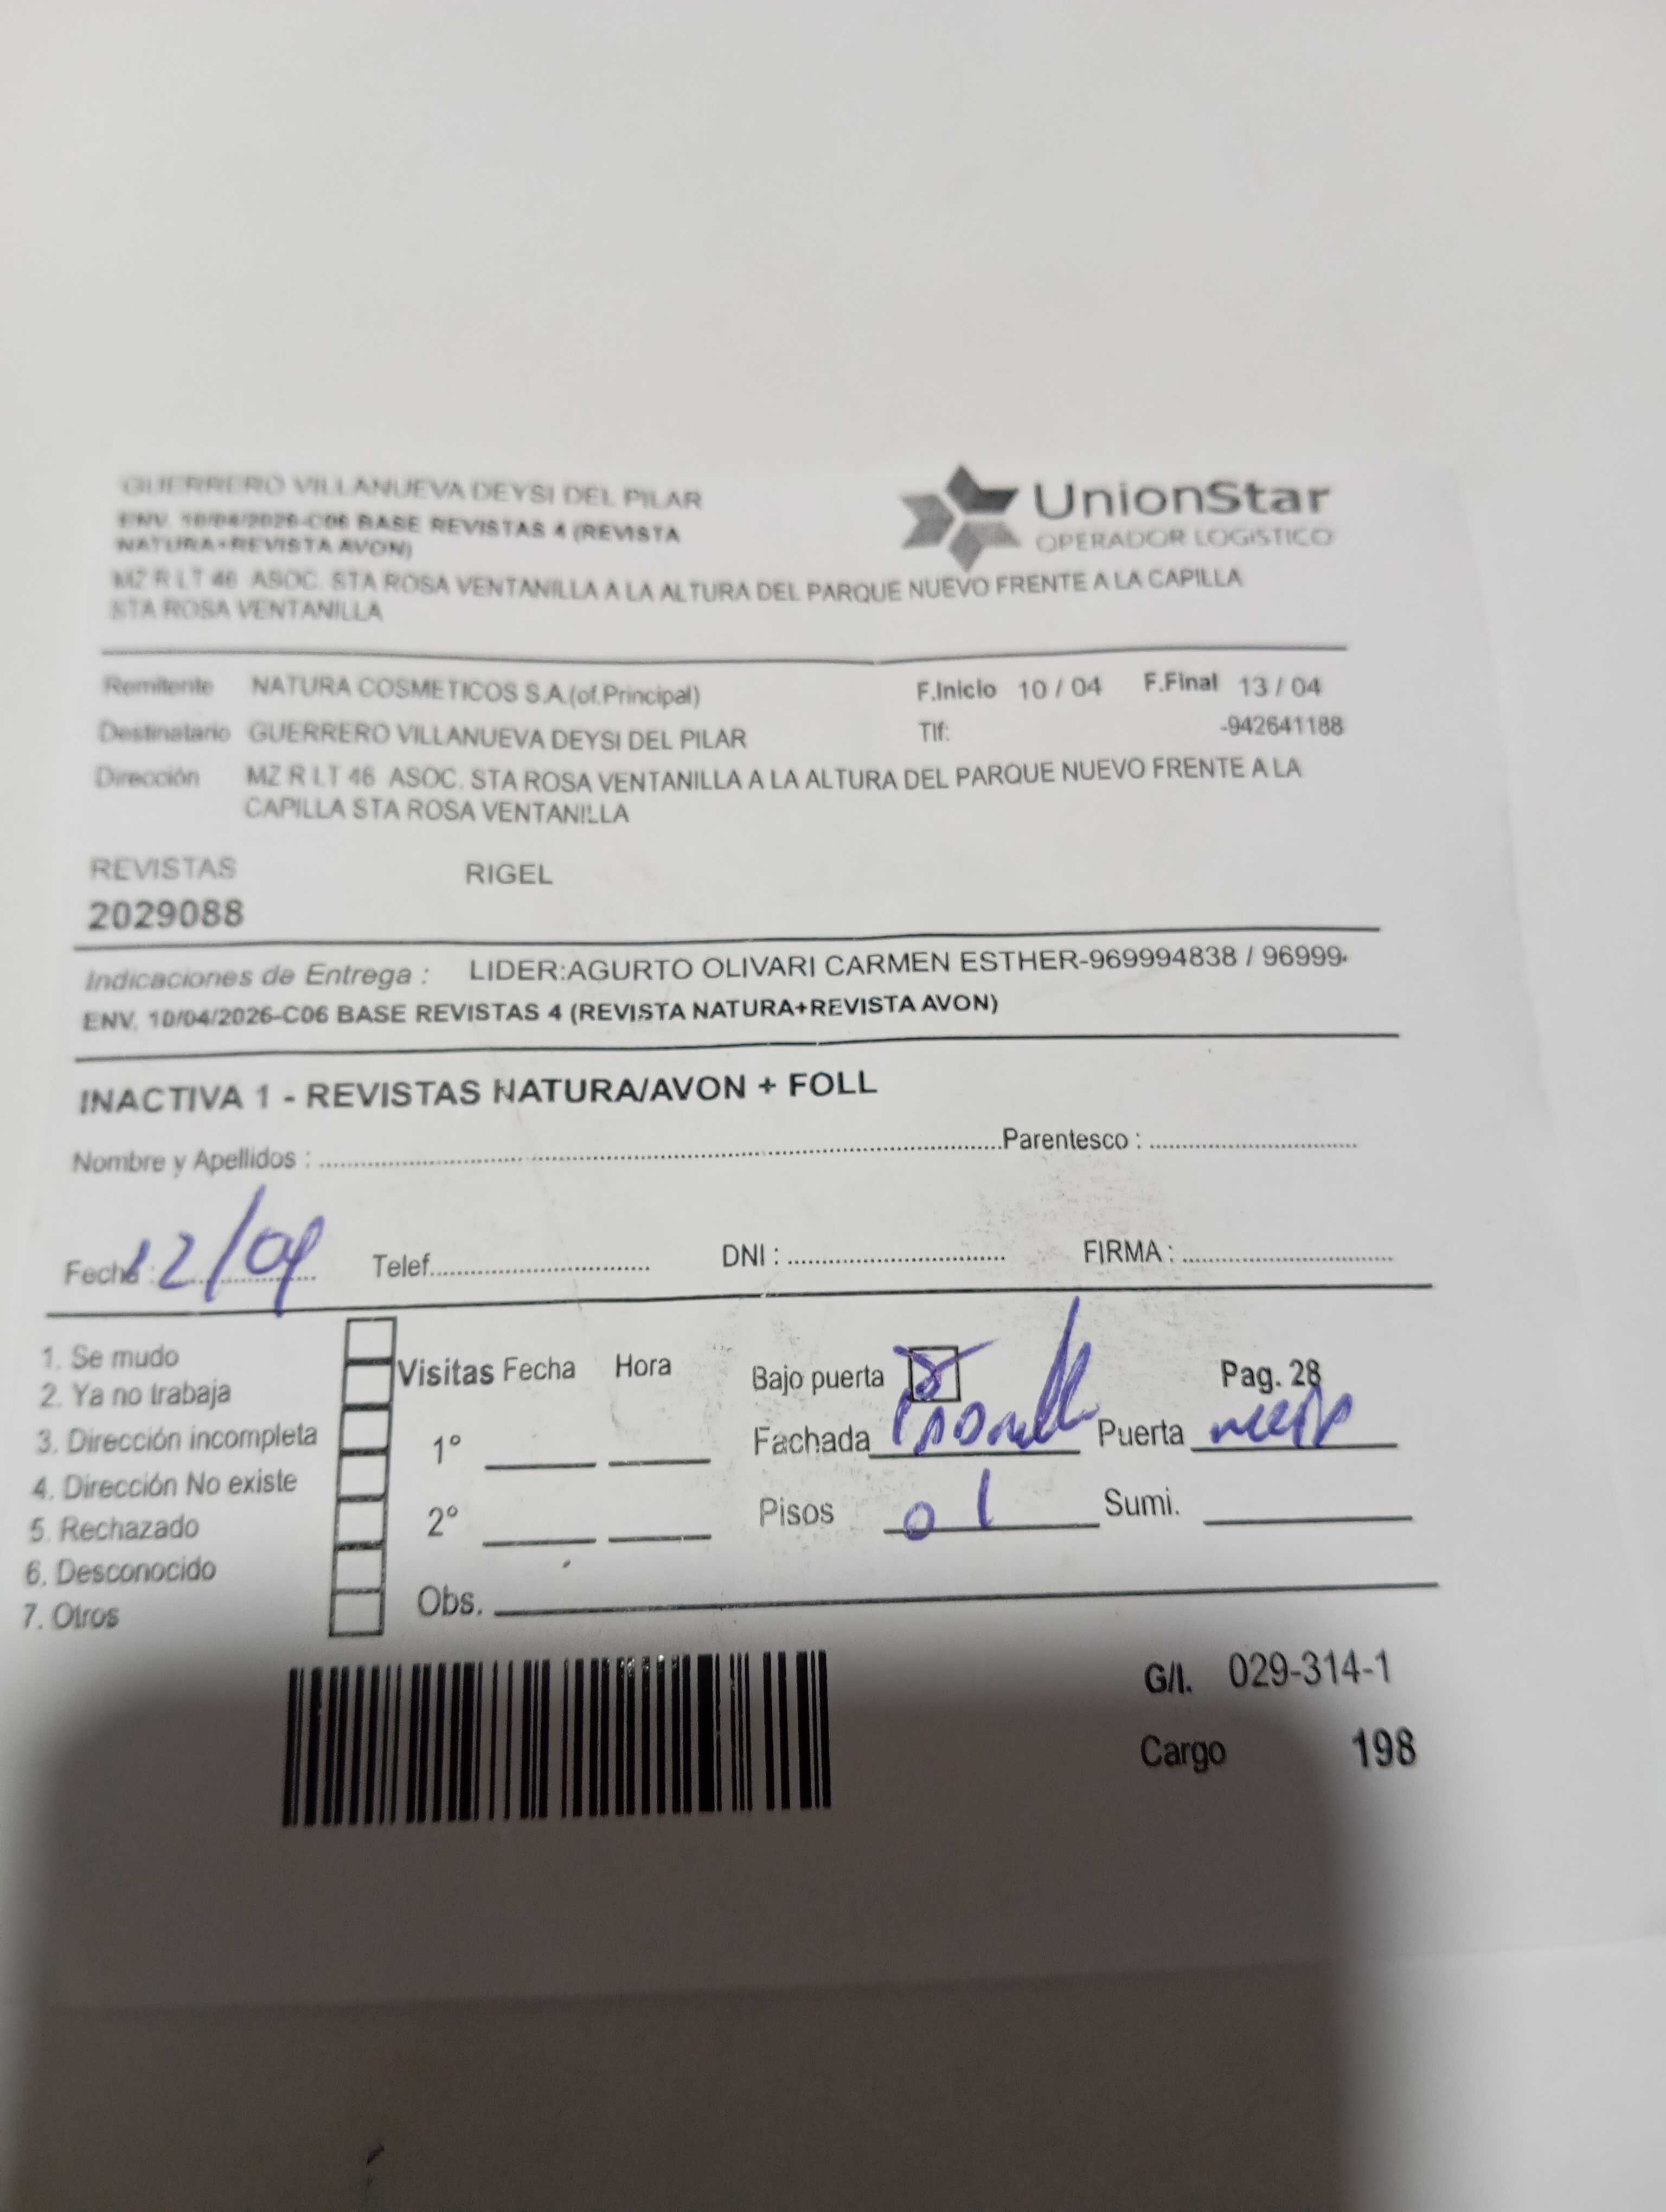 GUERRERO VILLANUEVA DEYSI DEL PILAR
ENV. 10/04/2026-C06 BASE REVISTAS 4 (REVISTA
NATURA+REVISTA AVON)
UnionStar
OPERADOR LOGISTICO
MZ R LT 46 ASOC. STA ROSA VENTANILLA A LA ALTURA DEL PARQUE NUEVO FRENTE A LA CAPILLA
STA ROSA VENTANILLA
Remitente NATURA COSMETICOS S.A.(of.Principal) F.Inicio 10 / 04 F.Final 13 / 04
Destinatario GUERRERO VILLANUEVA DEYSI DEL PILAR Tlf: -942641188
Dirección MZ R LT 46 ASOC. STA ROSA VENTANILLA A LA ALTURA DEL PARQUE NUEVO FRENTE A LA
CAPILLA STA ROSA VENTANILLA
REVISTAS RIGEL
2029088
Indicaciones de Entrega : LIDER:AGURTO OLIVARI CARMEN ESTHER-969994838 / 96999
ENV. 10/04/2026-C06 BASE REVISTAS 4 (REVISTA NATURA+REVISTA AVON)
INACTIVA 1 - REVISTAS NATURA/AVON + FOLL
Nombre y Apellidos : Parentesco :
Fecha : 12/04 Telef. DNI : FIRMA :
1. Se mudo
2. Ya no trabaja
3. Dirección incompleta
4. Dirección No existe
5. Rechazado
6. Desconocido
7. Otros
Visitas Fecha Hora
1°
2°
Obs.
Bajo puerta Pag. 28
Fachada Puerta
Pisos 01 Sumi.
G/I. 029-314-1
Cargo 198